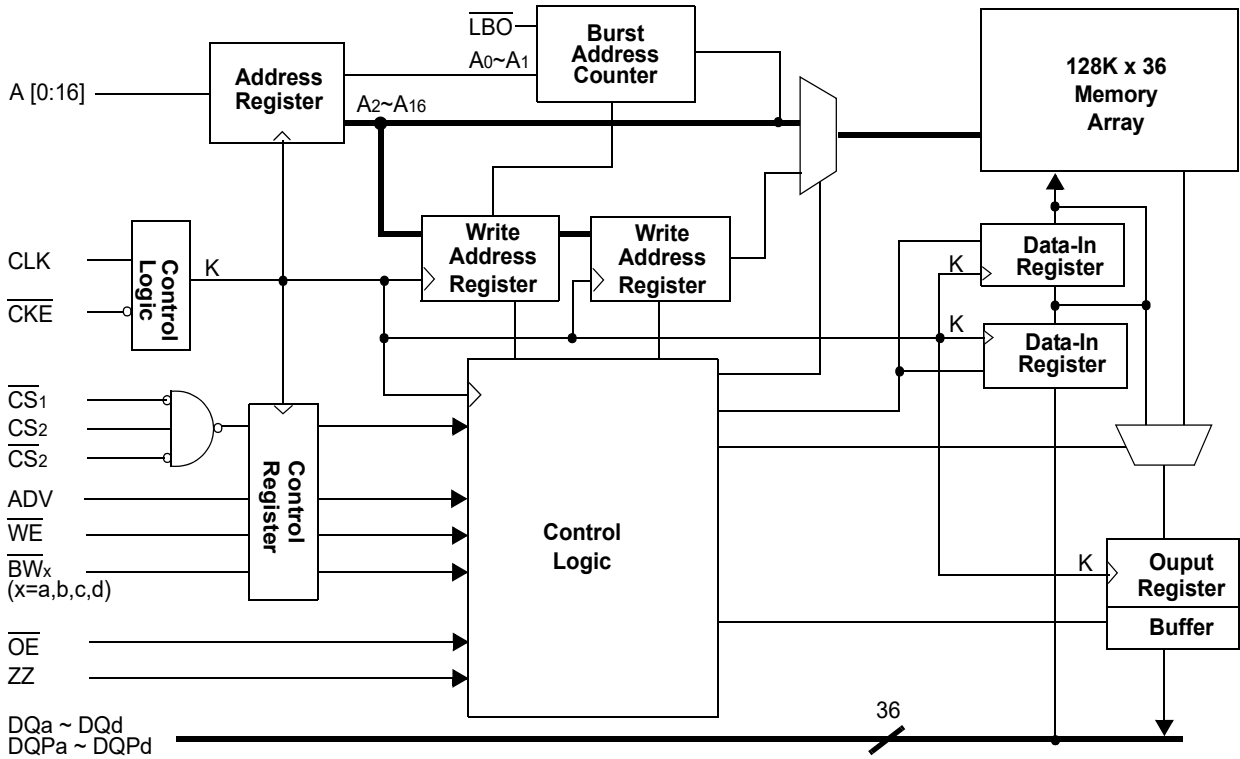 LBO
Burst
Address
Counter
A0~A1
A [0:16]
Address
Register
A2~A16
128K x 36
Memory
Array
Write
Address
Register
Write
Address
Register
Data-In
Register
K
Data-In
Register
K
CLK
CKE
Control
Logic
K
CS1
CS2
CS2
ADV
WE
BWx
(x=a,b,c,d)
OE
ZZ
Control
Register
Control
Logic
K
Ouput
Register
Buffer
DQa ~ DQd
DQPa ~ DQPd
36